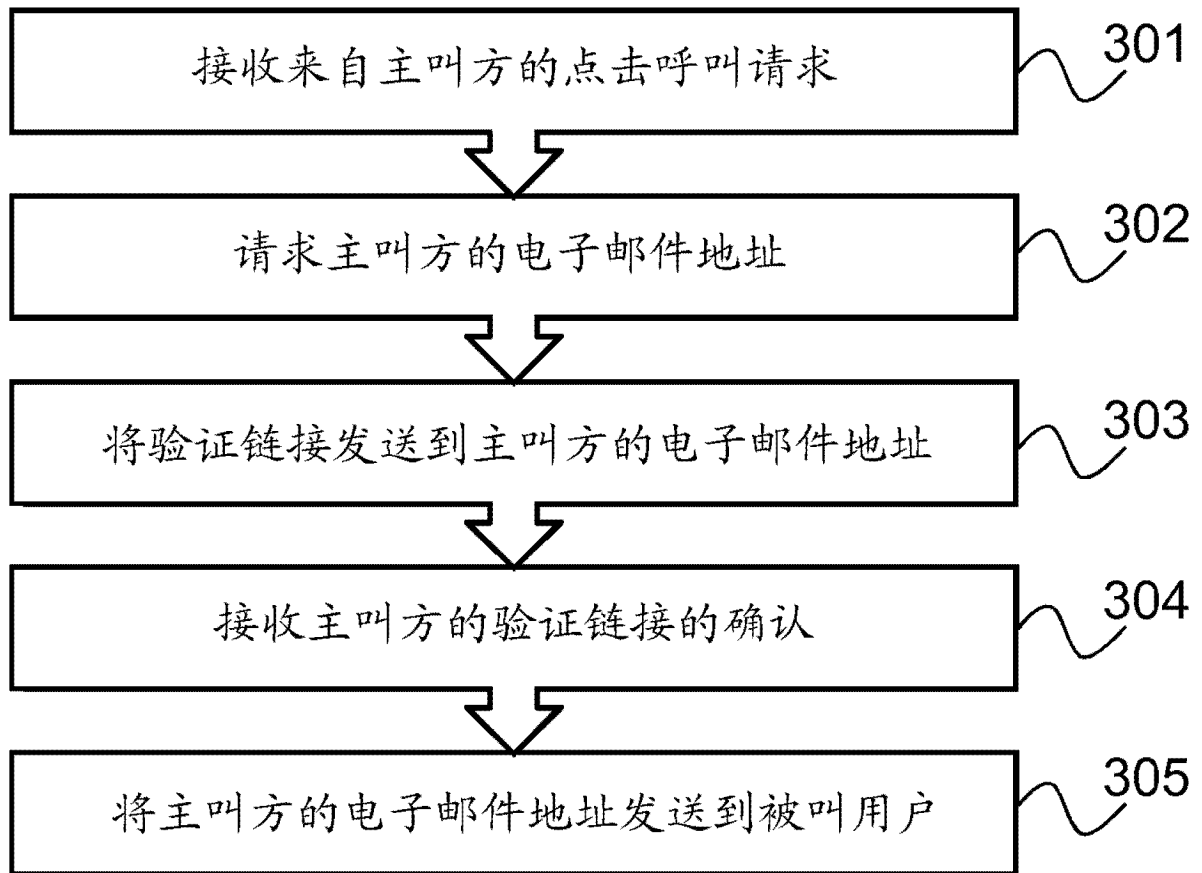 接收来自主叫方的点击呼叫请求
301
请求主叫方的电子邮件地址
302
将验证链接发送到主叫方的电子邮件地址
303
接收主叫方的验证链接的确认
304
将主叫方的电子邮件地址发送到被叫用户
305